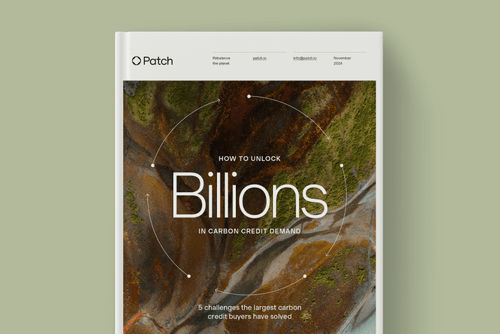 Patch
Rebalance
the planet
patch.io
info@patch.io
November
2024
HOW TO UNLOCK
Billions
IN CARBON CREDIT DEMAND
5 challenges the largest carbon
credit buyers have solved